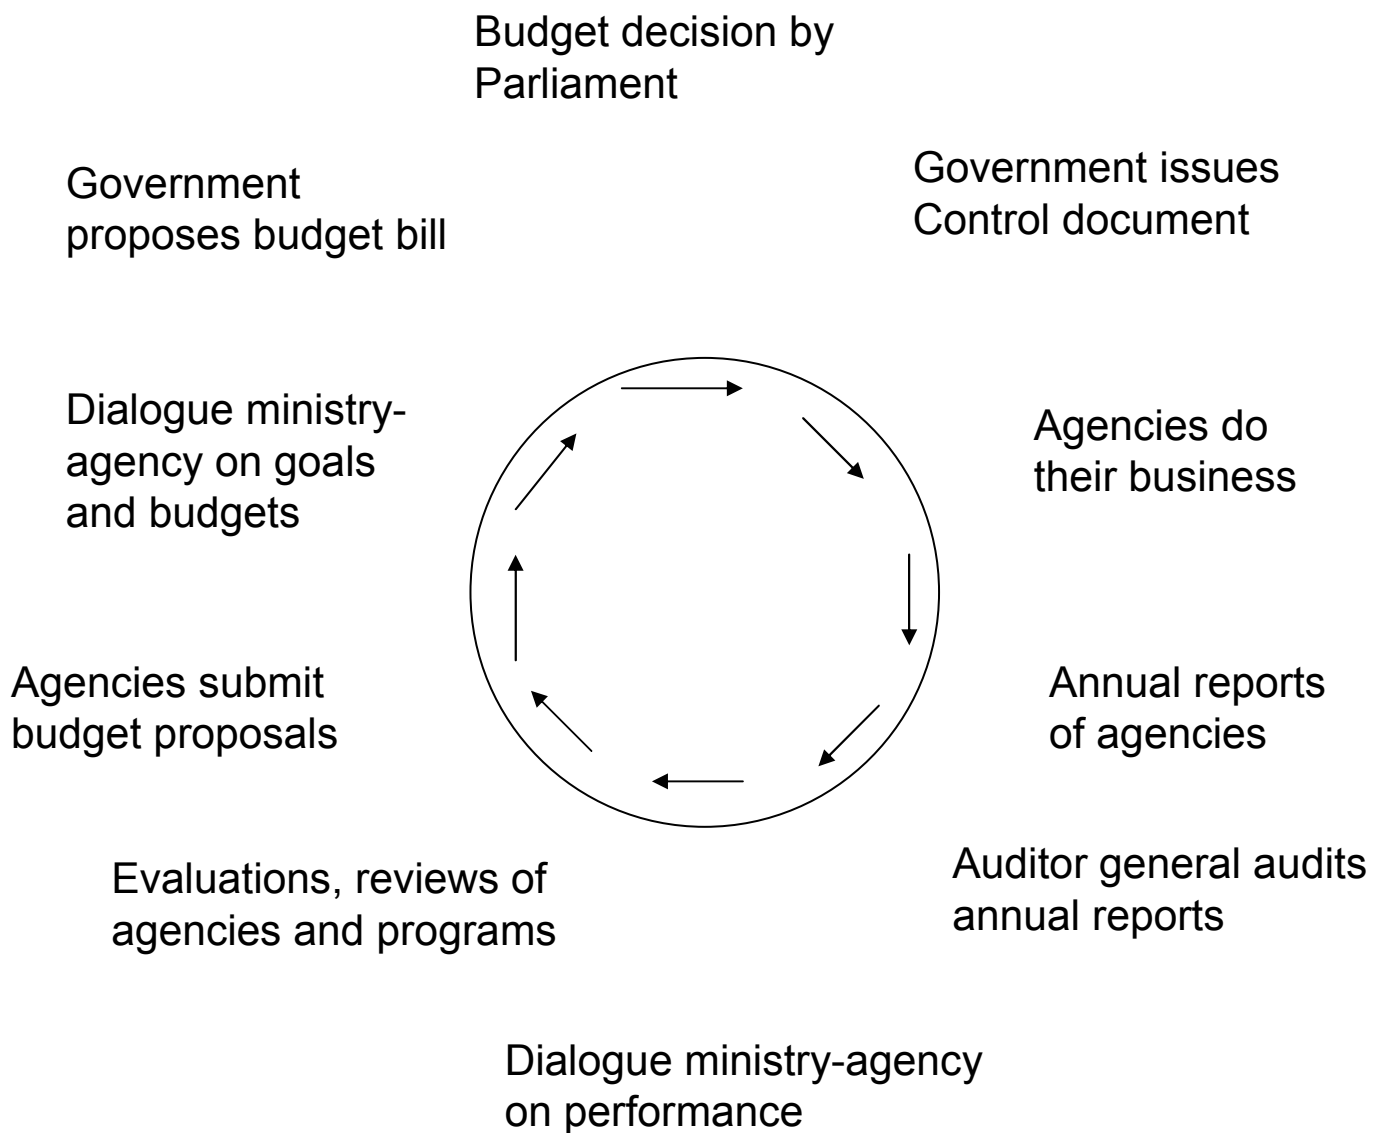 Budget decision by
Parliament
Government issues
Control document
Government
proposes budget bill
Dialogue ministry-
agency on goals
and budgets
Agencies do
their business
Agencies submit
budget proposals
Annual reports
of agencies
Evaluations, reviews of
agencies and programs
Auditor general audits
annual reports
Dialogue ministry-agency
on performance